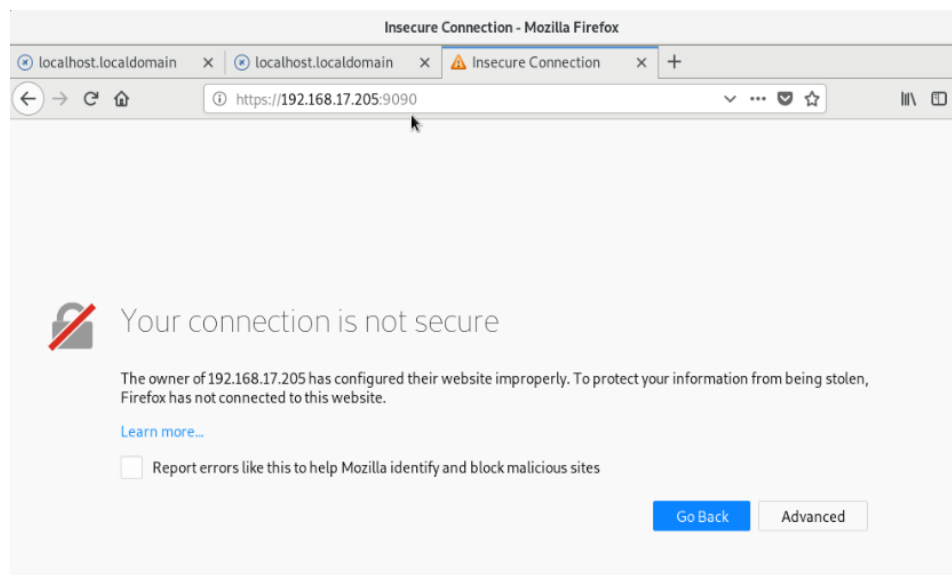 Insecure Connection - Mozilla Firefox
localhost.localdomain
localhost.localdomain
Insecure Connection
https://192.168.17.205:9090
Your connection is not secure
The owner of 192.168.17.205 has configured their website improperly. To protect your information from being stolen,
Firefox has not connected to this website.
Learn more...
Report errors like this to help Mozilla identify and block malicious sites
Go Back
Advanced